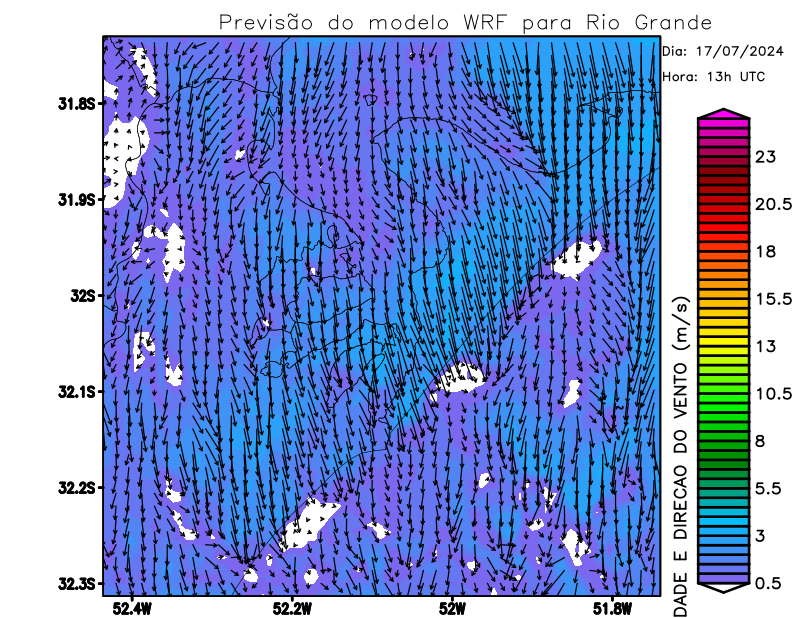 Previsão do modelo WRF para Rio Grande
Dia: 17/07/2024
Hora: 13h UTC
31.8S
31.9S
32S
32.1S
32.2S
32.3S
52.4W
52.2W
52W
51.8W
23
20.5
18
15.5
13
10.5
8
5.5
3
0.5
DADE E DIRECAO DO VENTO (m/s)